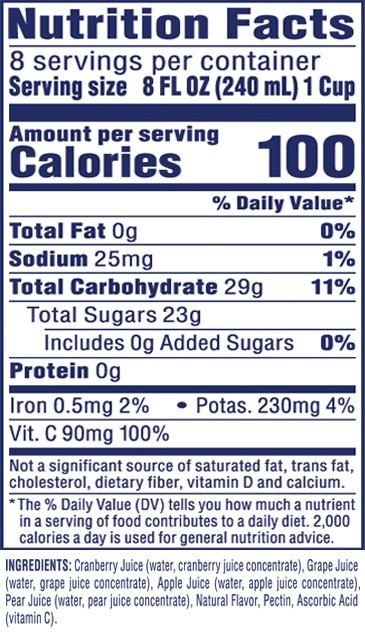 Nutrition Facts
8 servings per container
Serving size 8 FL OZ (240 mL) 1 Cup
Amount per serving
Calories 100
% Daily Value*
Total Fat 0g 0%
Sodium 25mg 1%
Total Carbohydrate 29g 11%
Total Sugars 23g
Includes 0g Added Sugars 0%
Protein 0g
Iron 0.5mg 2% • Potas. 230mg 4%
Vit. C 90mg 100%
Not a significant source of saturated fat, trans fat,
cholesterol, dietary fiber, vitamin D and calcium.
*The % Daily Value (DV) tells you how much a nutrient
in a serving of food contributes to a daily diet. 2,000
calories a day is used for general nutrition advice.
INGREDIENTS: Cranberry Juice (water, cranberry juice concentrate), Grape Juice
(water, grape juice concentrate), Apple Juice (water, apple juice concentrate),
Pear Juice (water, pear juice concentrate), Natural Flavor, Pectin, Ascorbic Acid
(vitamin C).